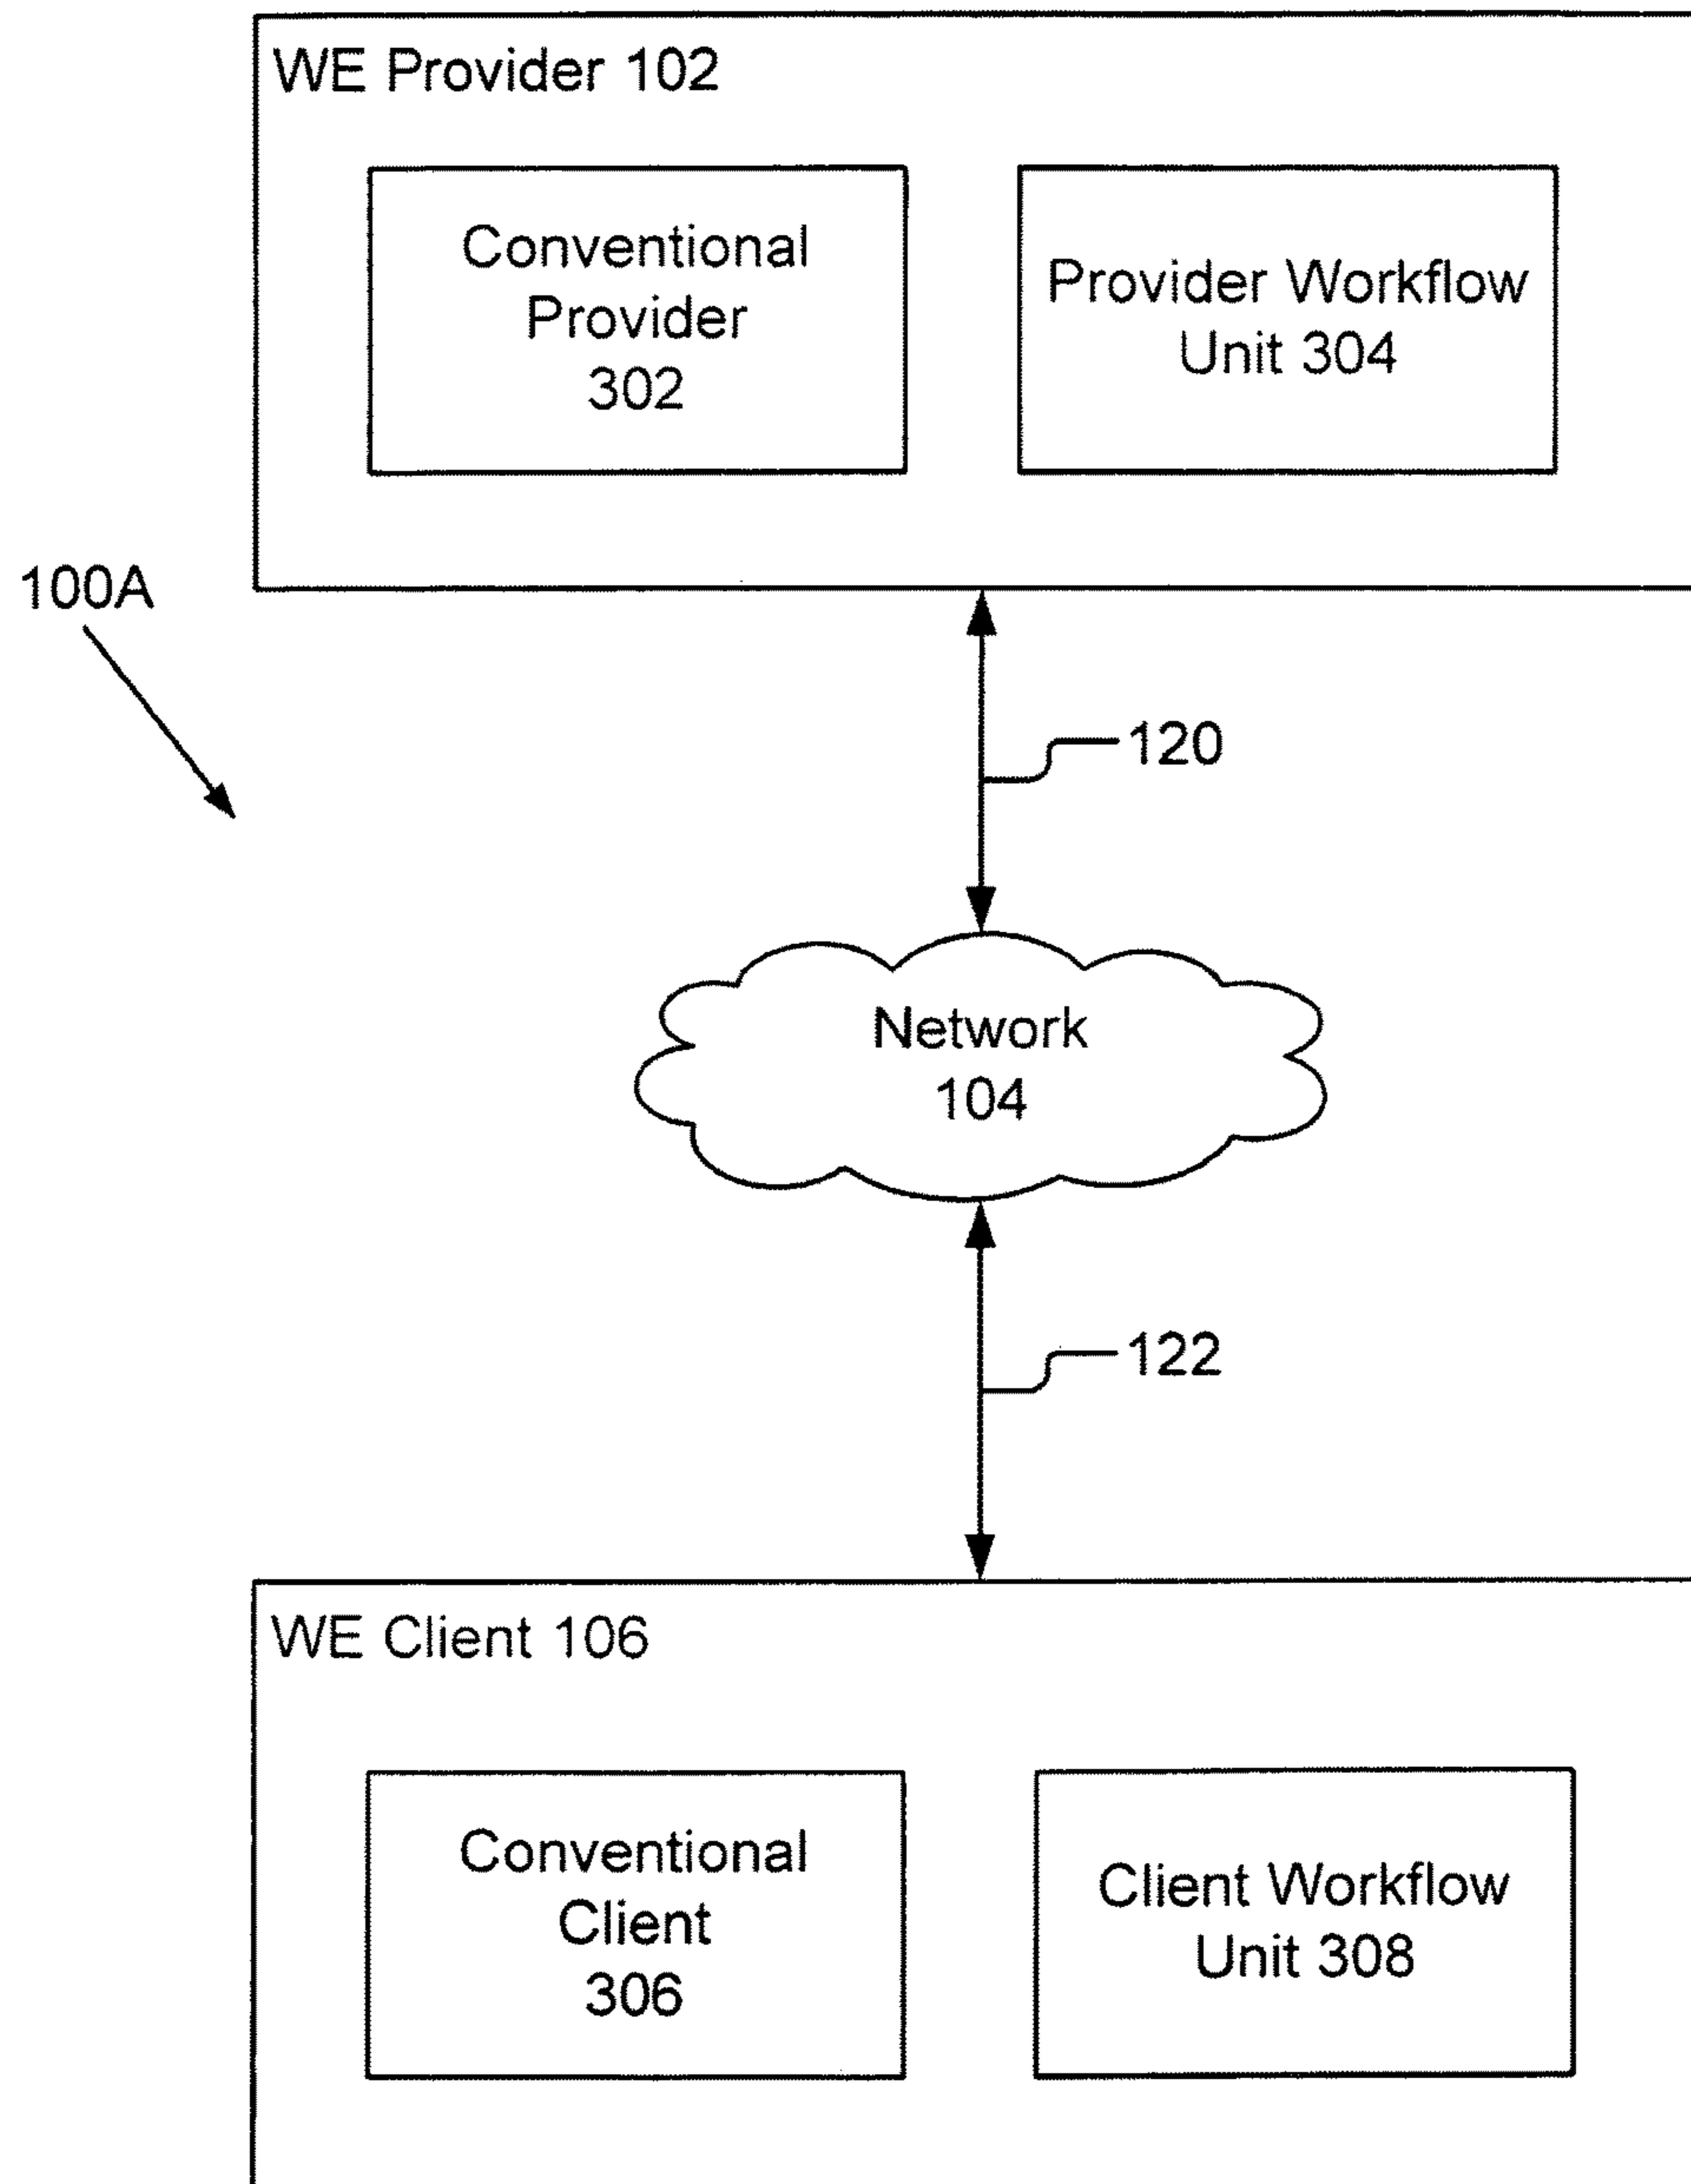 WE Provider 102
Conventional
Provider
302
Provider Workflow
Unit 304
100A
120
Network
104
122
WE Client 106
Conventional
Client
306
Client Workflow
Unit 308